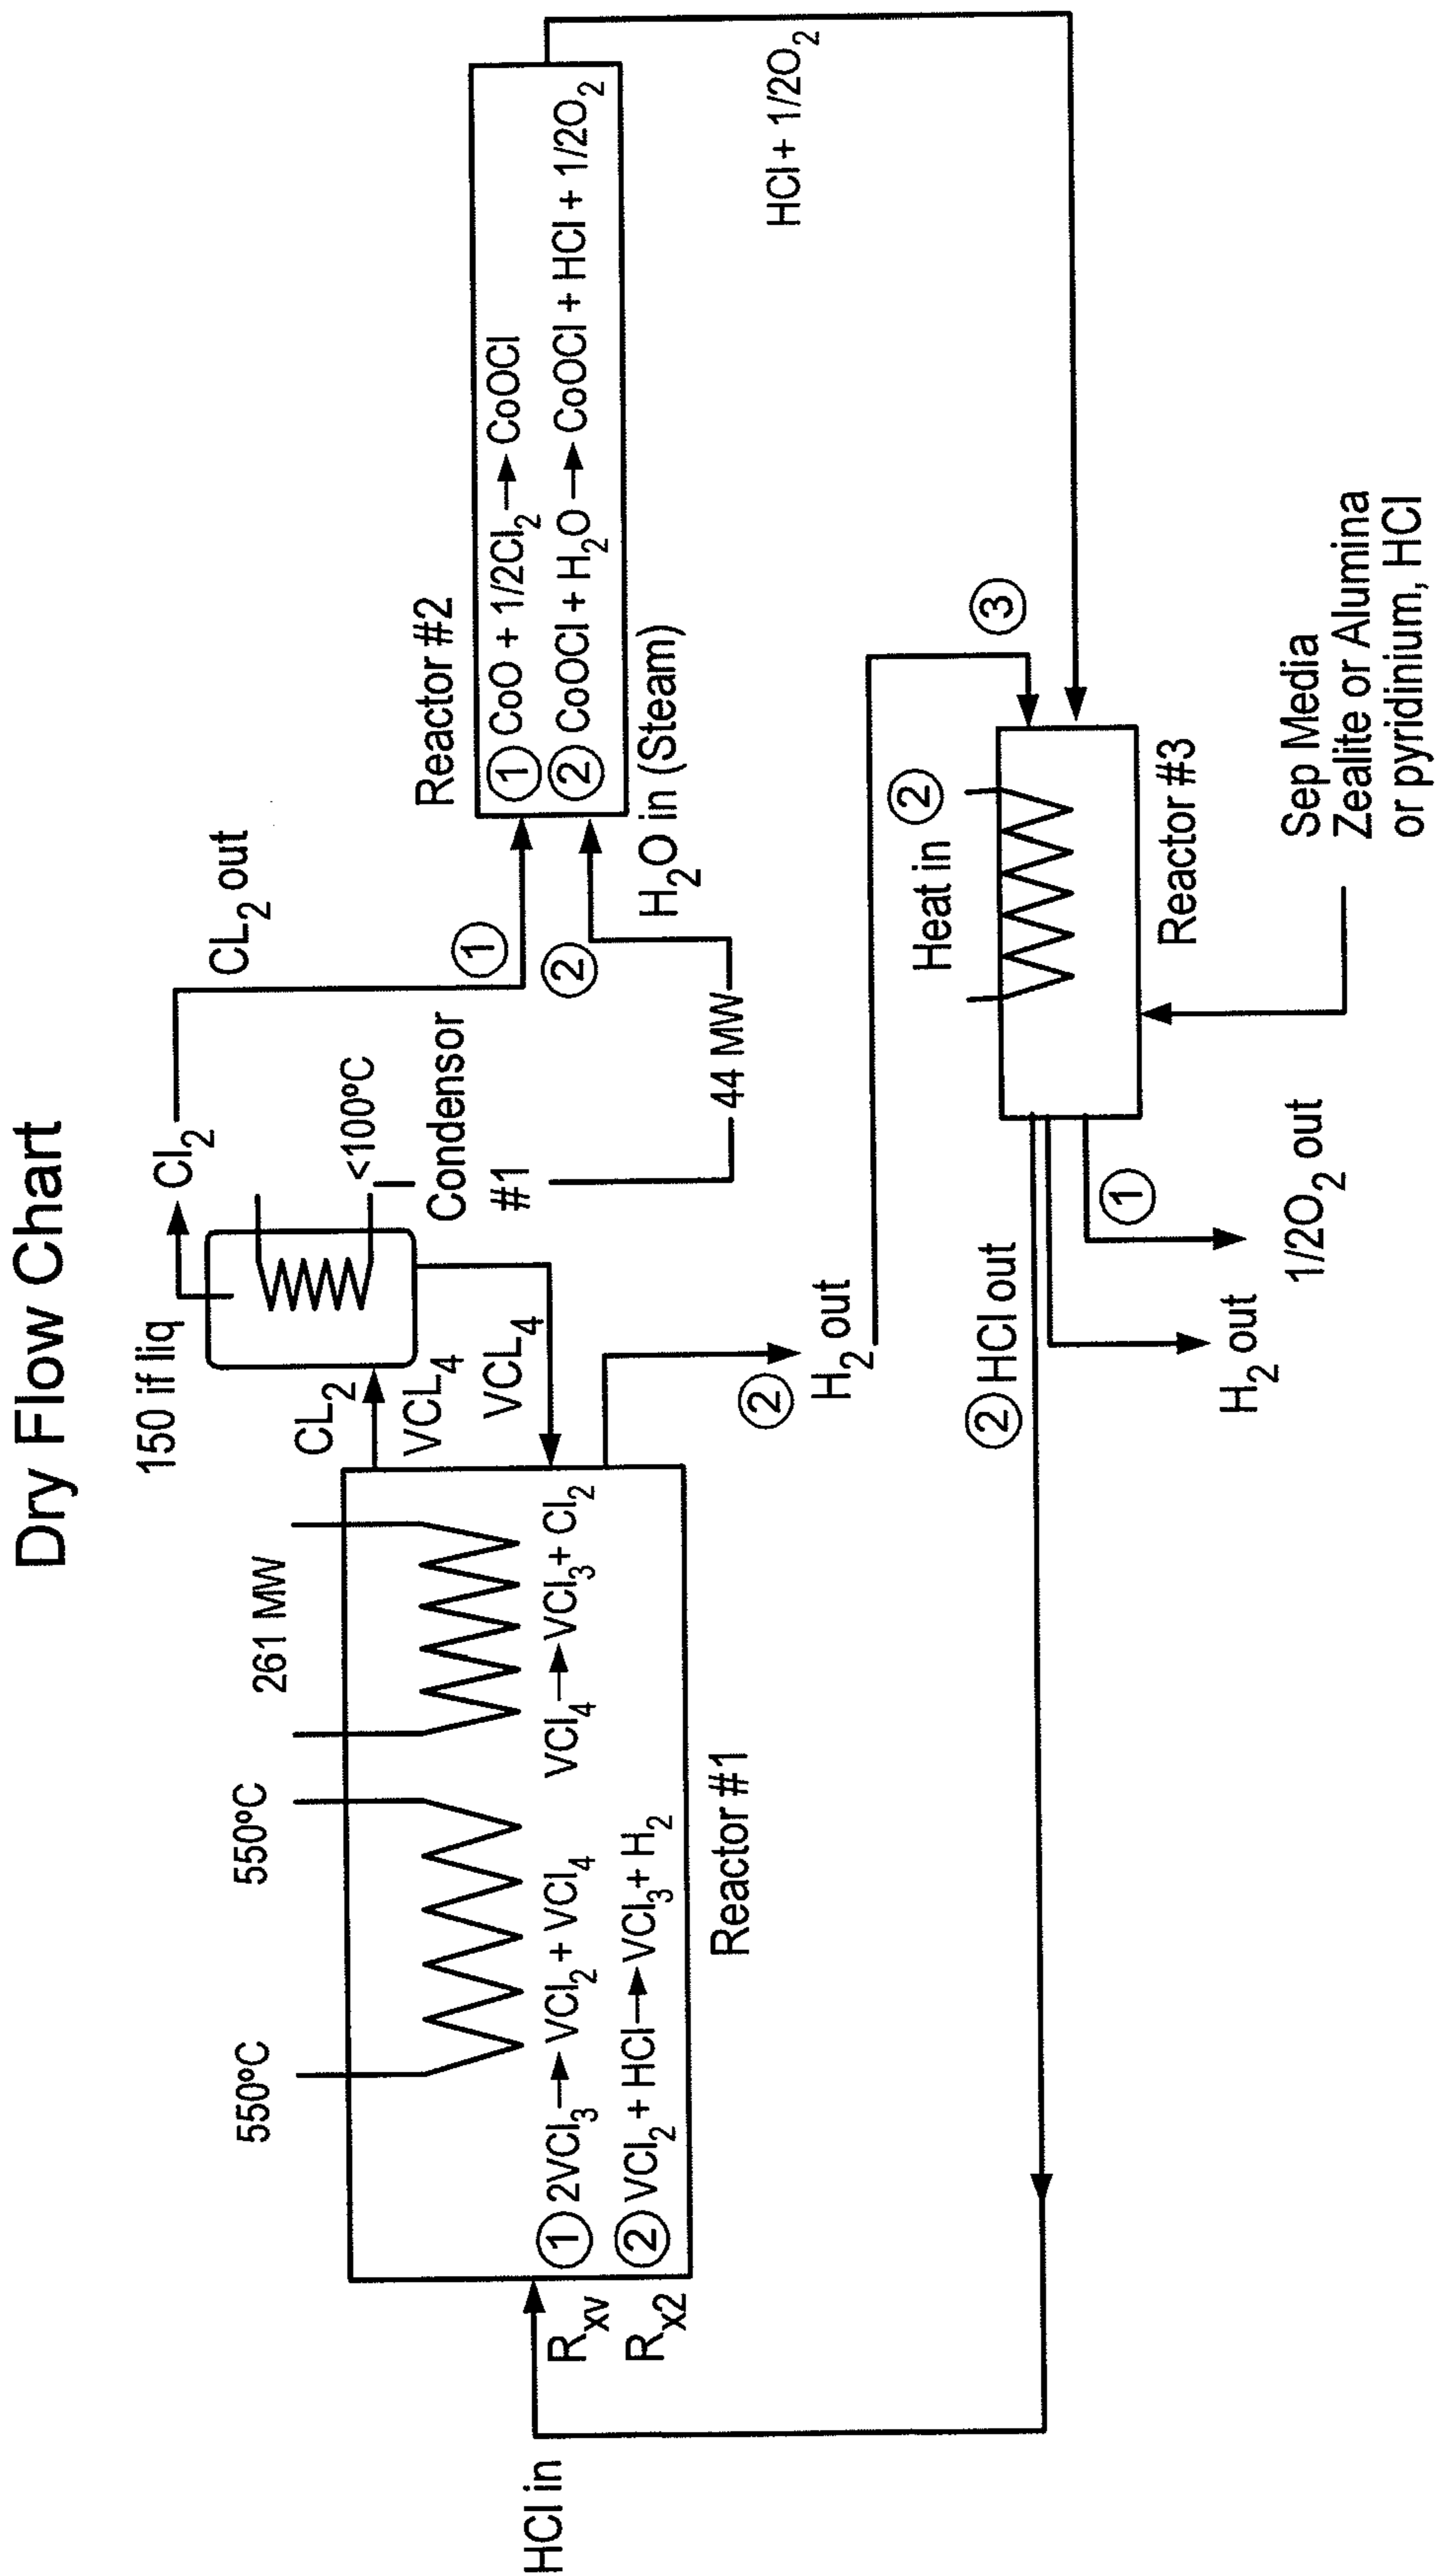 Dry Flow Chart
150 if liq
Cl2
CL2 out
550ºC
550ºC
261 MW
CL2
VCL4
VCL4
<100ºC
Condensor
#1
44 MW
①
②
H2O in (Steam)
Reactor #2
① CoO + 1/2Cl2 → CoOCl
② CoOCl + H2O → CoOCl + HCl + 1/2O2
HCl + 1/2O2
HCl in
Rxv
Rx2
① 2VCl3 → VCl2 + VCl4
VCl4 → VCl3 + Cl2
② VCl2 + HCl → VCl3 + H2
Reactor #1
②
H2 out
③
Heat in ②
Reactor #3
② HCl out
①
H2 out
1/2O2 out
Sep Media
Zealite or Alumina
or pyridinium, HCl